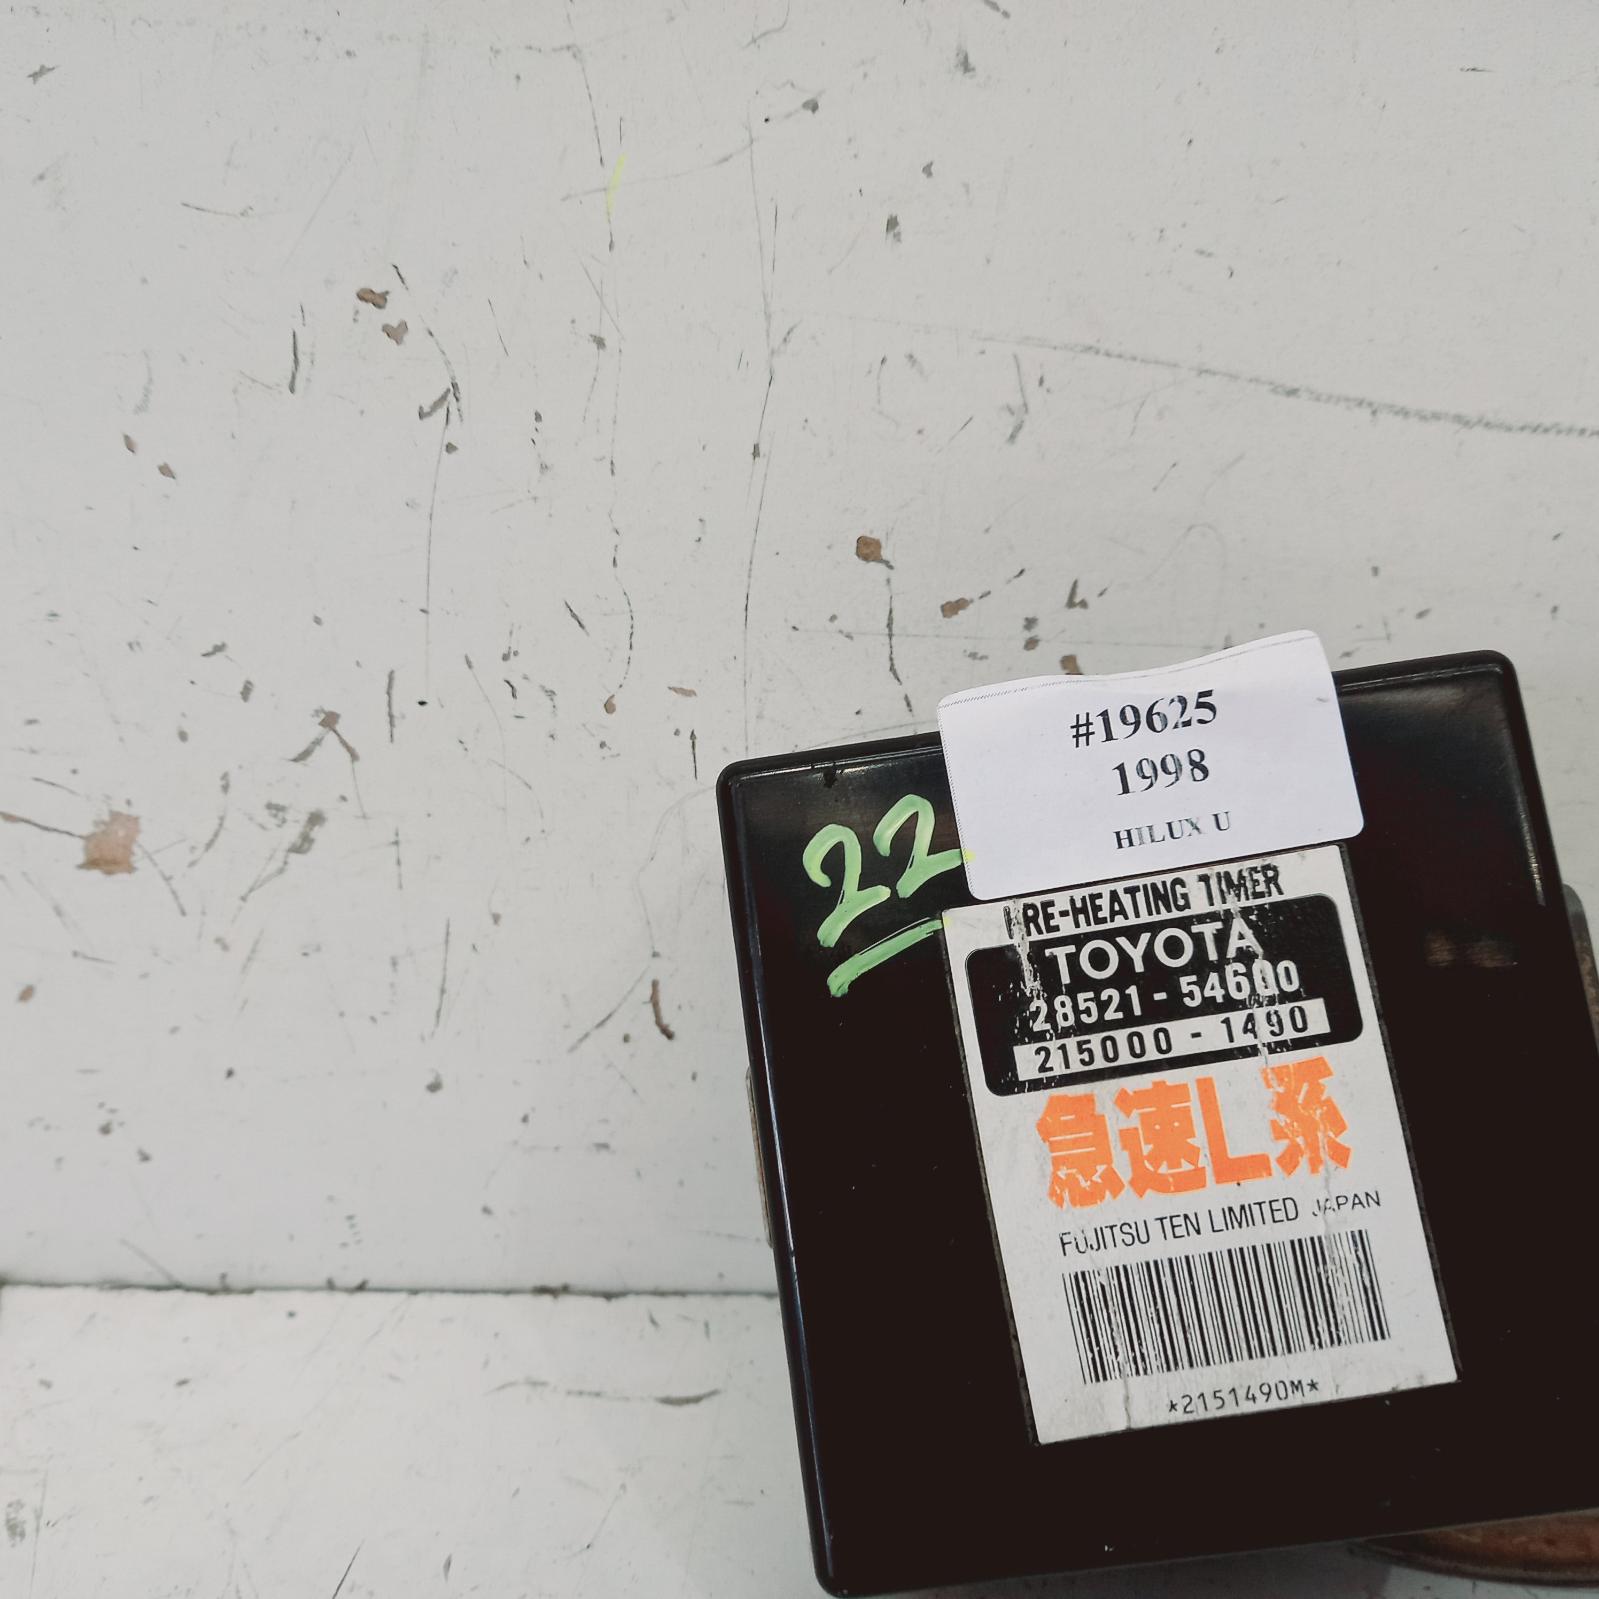 #19625
1998
HILUX U
22
PRE-HEATING TIMER
TOYOTA
28521-54600
215000-1490
急速L系
FUJITSU TEN LIMITED JAPAN
*2151490M*